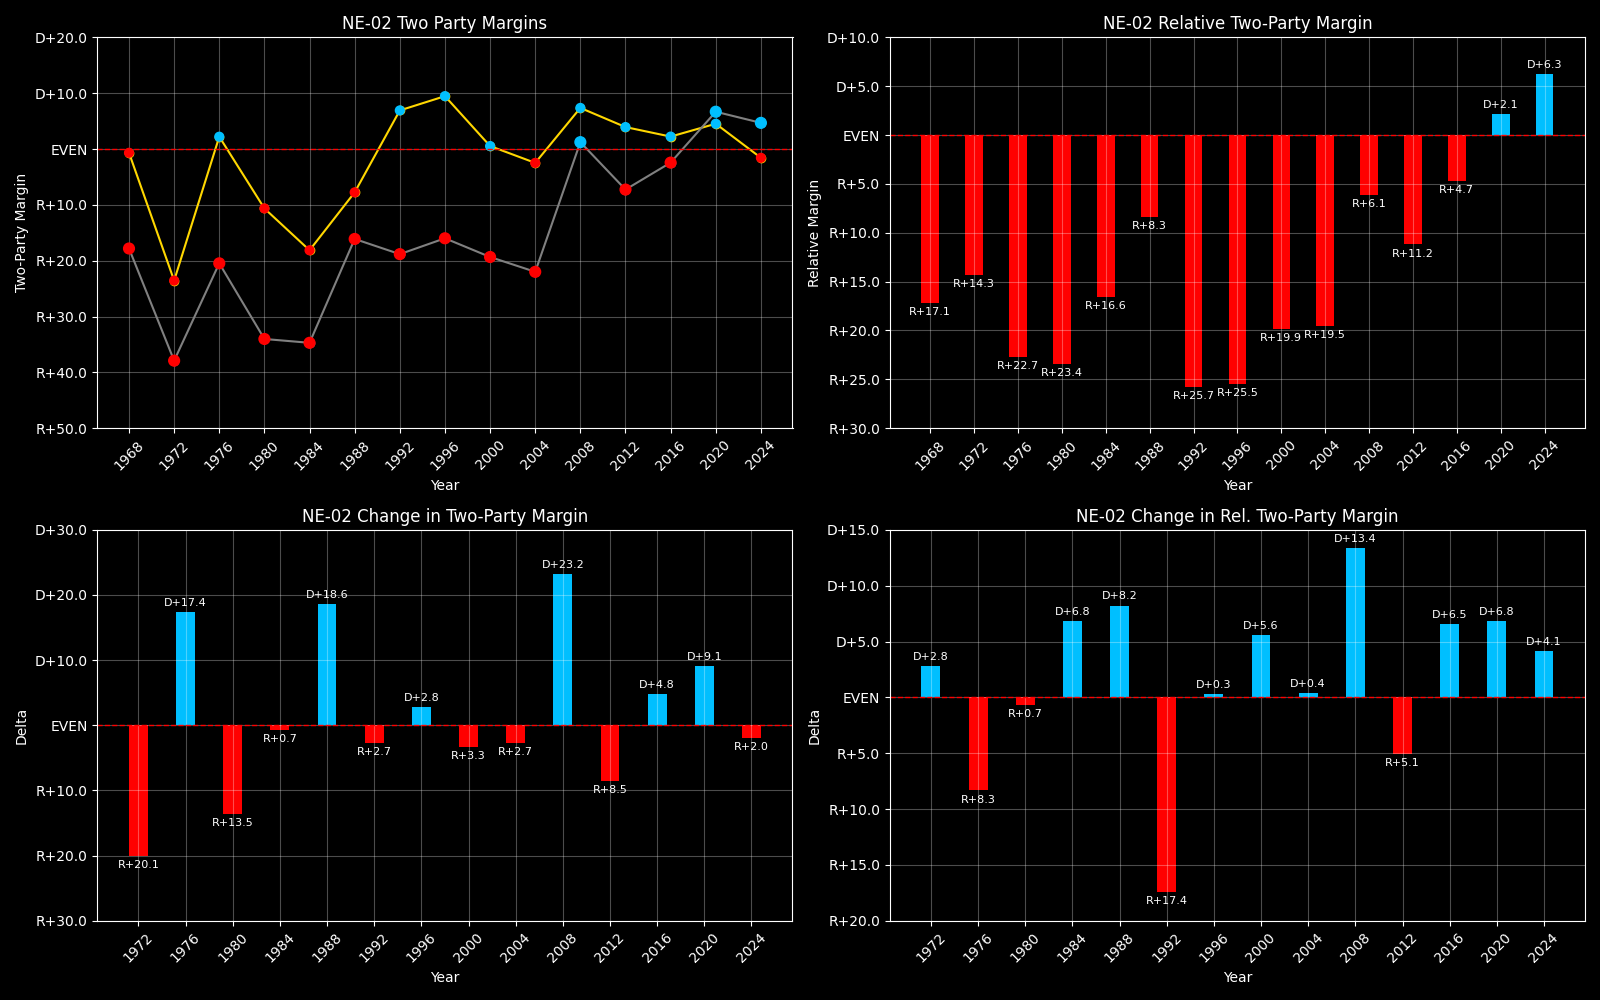 NE-02 Two Party Margins
D+20.0
D+10.0
EVEN
R+10.0
R+20.0
R+30.0
R+40.0
R+50.0
Two-Party Margin
1968 1972 1976 1980 1984 1988 1992 1996 2000 2004 2008 2012 2016 2020 2024
Year
NE-02 Relative Two-Party Margin
D+10.0
D+5.0
EVEN
R+5.0
R+10.0
R+15.0
R+20.0
R+25.0
R+30.0
Relative Margin
R+17.1 R+14.3 R+22.7 R+23.4 R+16.6 R+8.3 R+25.7 R+25.5 R+19.9 R+19.5 R+6.1 R+11.2 R+4.7 D+2.1 D+6.3
1968 1972 1976 1980 1984 1988 1992 1996 2000 2004 2008 2012 2016 2020 2024
Year
NE-02 Change in Two-Party Margin
D+30.0
D+20.0
D+10.0
EVEN
R+10.0
R+20.0
R+30.0
Delta
R+20.1 D+17.4 R+13.5 R+0.7 D+18.6 R+2.7 D+2.8 R+3.3 R+2.7 D+23.2 R+8.5 D+4.8 D+9.1 R+2.0
1972 1976 1980 1984 1988 1992 1996 2000 2004 2008 2012 2016 2020 2024
Year
NE-02 Change in Rel. Two-Party Margin
D+15.0
D+10.0
D+5.0
EVEN
R+5.0
R+10.0
R+15.0
R+20.0
Delta
D+2.8 R+8.3 R+0.7 D+6.8 D+8.2 R+17.4 D+0.3 D+5.6 D+0.4 D+13.4 R+5.1 D+6.5 D+6.8 D+4.1
1972 1976 1980 1984 1988 1992 1996 2000 2004 2008 2012 2016 2020 2024
Year